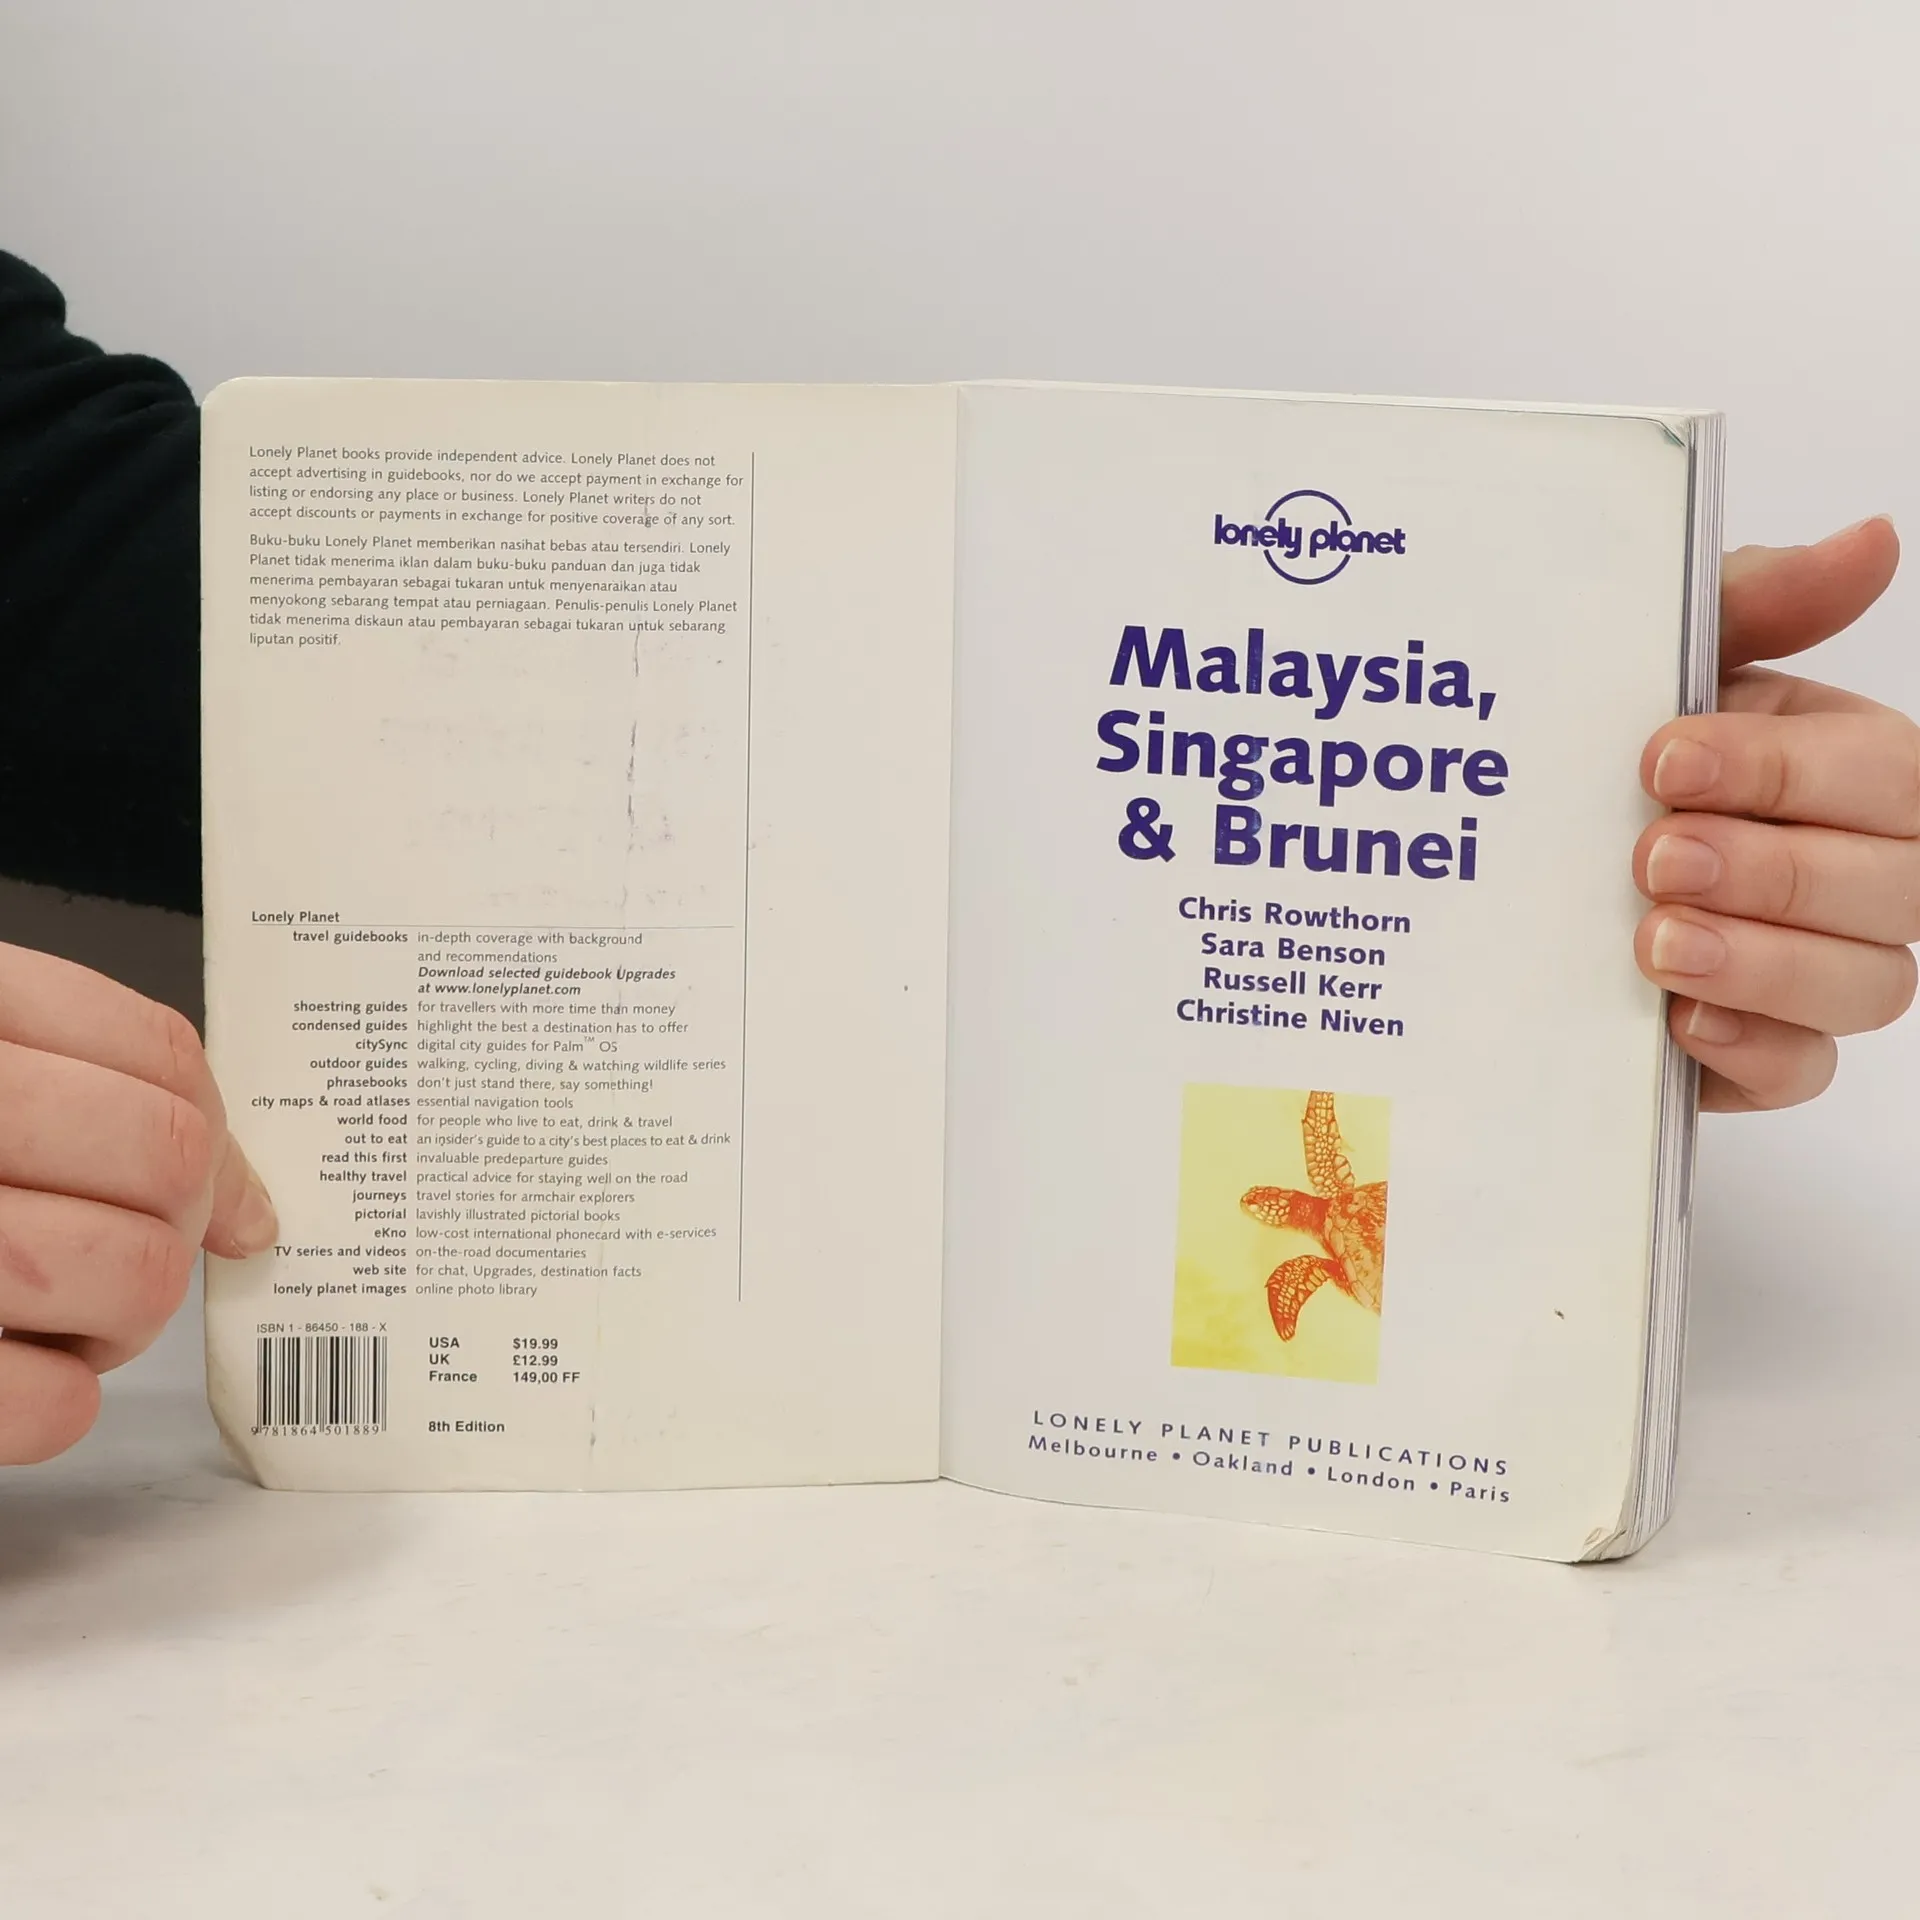 Lonely Planet books provide independent advice. Lonely Planet does not
accept advertising in guidebooks, nor do we accept payment in exchange for
listing or endorsing any place or business. Lonely Planet writers do not
accept discounts or payments in exchange for positive coverage of any sort.
Buku-buku Lonely Planet memberikan nasihat bebas atau tersendiri. Lonely
Planet tidak menerima iklan dalam buku-buku panduan dan juga tidak
menerima pembayaran sebagai tukaran untuk menyenaraikan atau
menyokong sebarang tempat atau perniagaan. Penulis-penulis Lonely Planet
tidak menerima diskaun atau pembayaran sebagai tukaran untuk sebarang
liputan positif.
Lonely Planet
travel guidebooks in-depth coverage with background
and recommendations
Download selected guidebook Upgrades
at www.lonelyplanet.com
shoestring guides for travellers with more time than money
condensed guides highlight the best a destination has to offer
citySync digital city guides for Palm™ OS
outdoor guides walking, cycling, diving & watching wildlife series
phrasebooks don't just stand there, say something!
city maps & road atlases essential navigation tools
world food for people who live to eat, drink & travel
out to eat an insider's guide to a city's best places to eat & drink
read this first invaluable predeparture guides
healthy travel practical advice for staying well on the road
journeys travel stories for armchair explorers
pictorial lavishly illustrated pictorial books
eKno low-cost international phonecard with e-services
TV series and videos on-the-road documentaries
web site for chat, Upgrades, destination facts
lonely planet images online photo library
ISBN 1 - 86450 - 188 - X
USA $19.99
UK £12.99
France 149,00 FF
9 781864 501889
8th Edition
lonely planet
Malaysia,
Singapore
& Brunei
Chris Rowthorn
Sara Benson
Russell Kerr
Christine Niven
LONELY PLANET PUBLICATIONS
Melbourne • Oakland • London • Paris